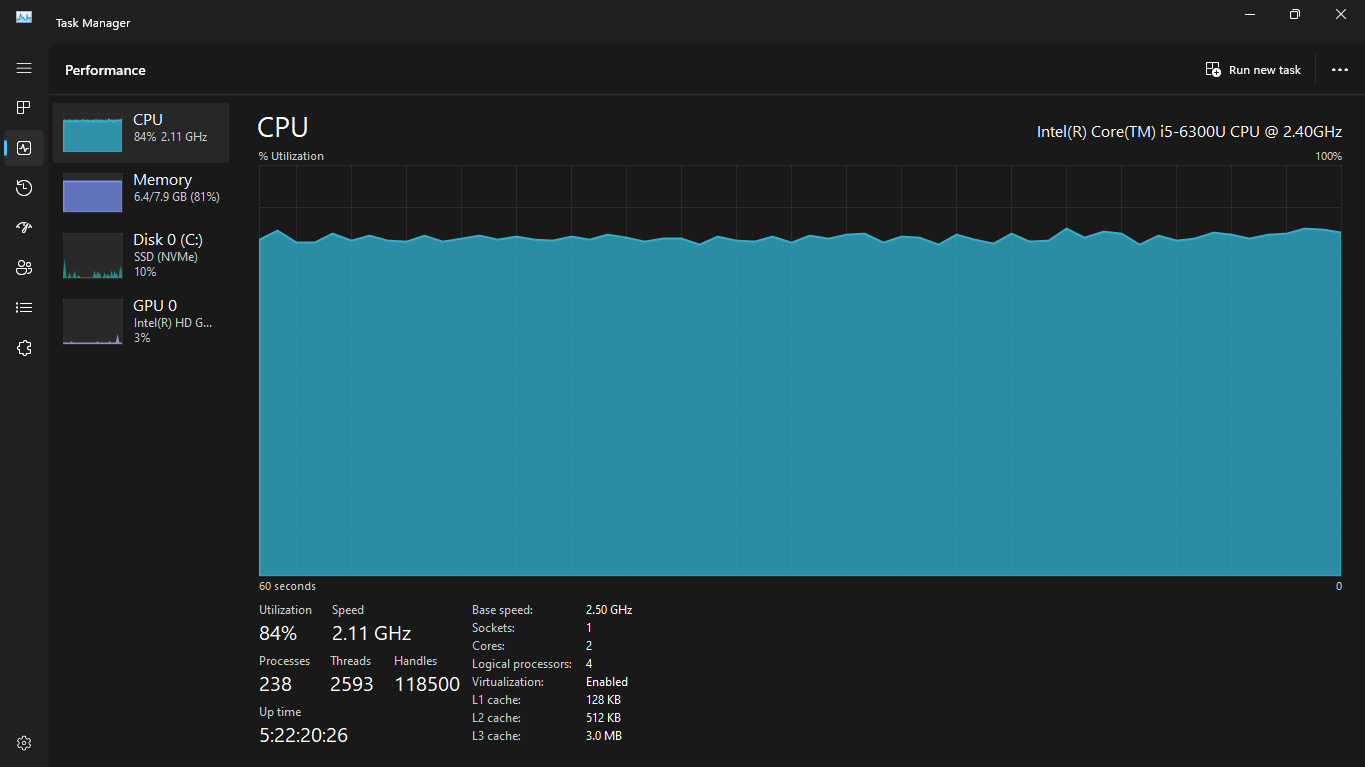 Task Manager
Performance
Run new task
CPU
84% 2.11 GHz
Memory
6.4/7.9 GB (81%)
Disk 0 (C:)
SSD (NVMe)
10%
GPU 0
Intel(R) HD G...
3%
CPU
Intel(R) Core(TM) i5-6300U CPU @ 2.40GHz
% Utilization
100%
60 seconds
0
Utilization Speed
84% 2.11 GHz
Processes Threads Handles
238 2593 118500
Up time
5:22:20:26
Base speed: 2.50 GHz
Sockets: 1
Cores: 2
Logical processors: 4
Virtualization: Enabled
L1 cache: 128 KB
L2 cache: 512 KB
L3 cache: 3.0 MB